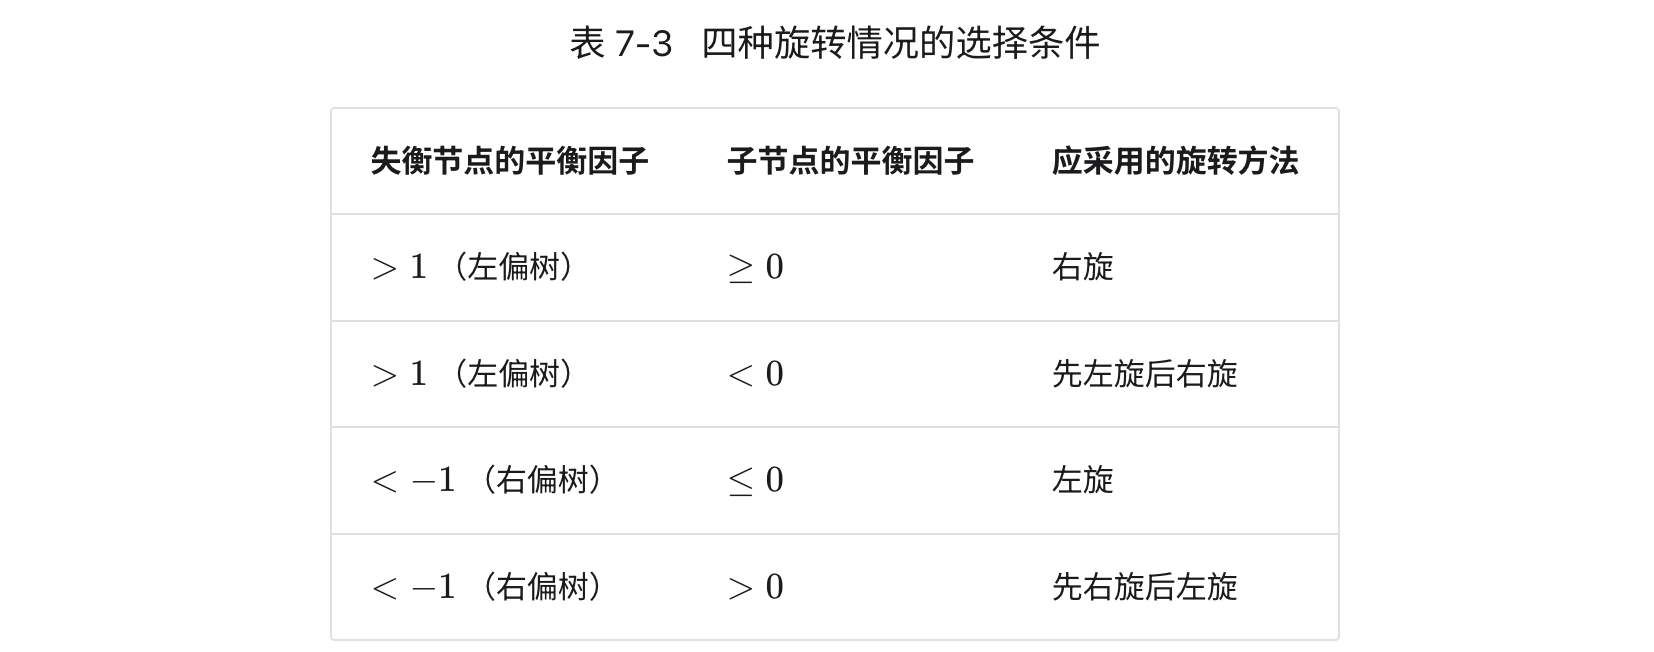 表 7-3 四种旋转情况的选择条件
失衡节点的平衡因子 子节点的平衡因子 应采用的旋转方法
> 1 （左偏树） ≥ 0 右旋
> 1 （左偏树） < 0 先左旋后右旋
< −1 （右偏树） ≤ 0 左旋
< −1 （右偏树） > 0 先右旋后左旋